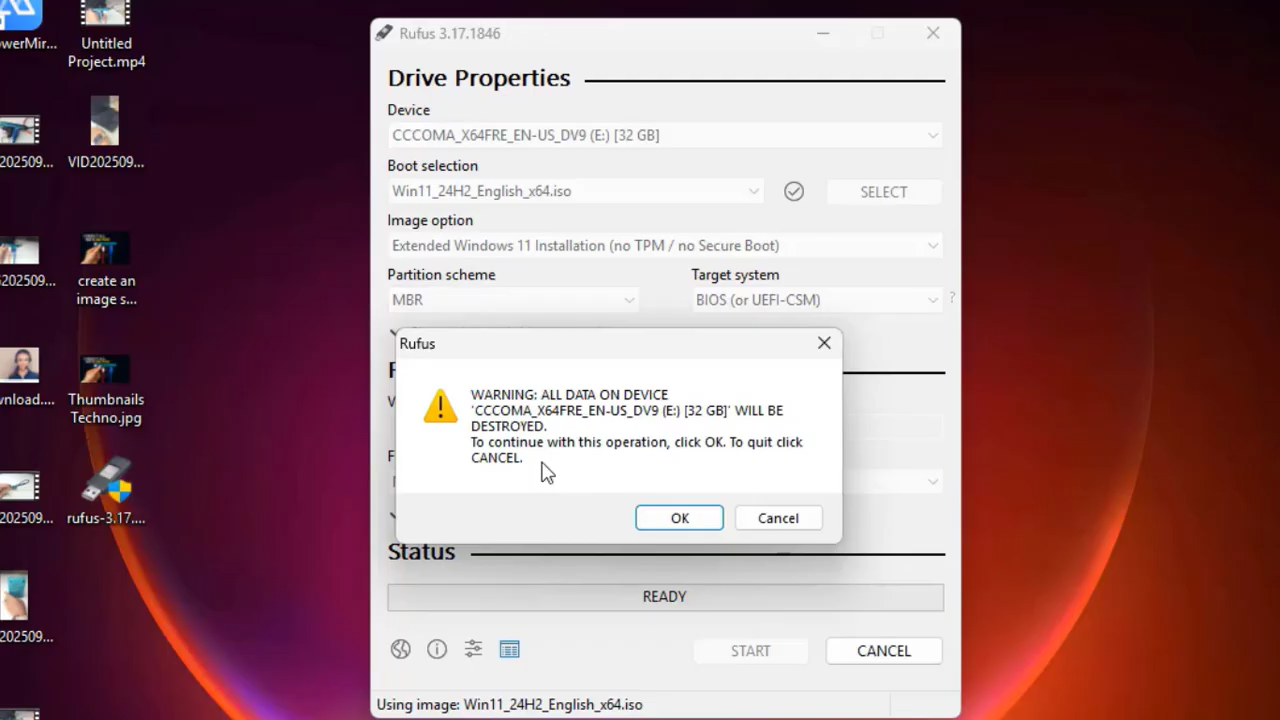 owerMir...
Untitled
Project.mp4
202509...
VID202509...
202509...
create an
image s...
wnload....
Thumbnails
Techno.jpg
202509...
rufus-3.17....
202509...
Rufus 3.17.1846
Drive Properties
Device
CCCOMA_X64FRE_EN-US_DV9 (E:) [32 GB]
Boot selection
Win11_24H2_English_x64.iso
SELECT
Image option
Extended Windows 11 Installation (no TPM / no Secure Boot)
Partition scheme
Target system
MBR
BIOS (or UEFI-CSM)
?
Rufus
WARNING: ALL DATA ON DEVICE
'CCCOMA_X64FRE_EN-US_DV9 (E:) [32 GB]' WILL BE
DESTROYED.
To continue with this operation, click OK. To quit click
CANCEL.
OK
Cancel
Status
READY
START
CANCEL
Using image: Win11_24H2_English_x64.iso